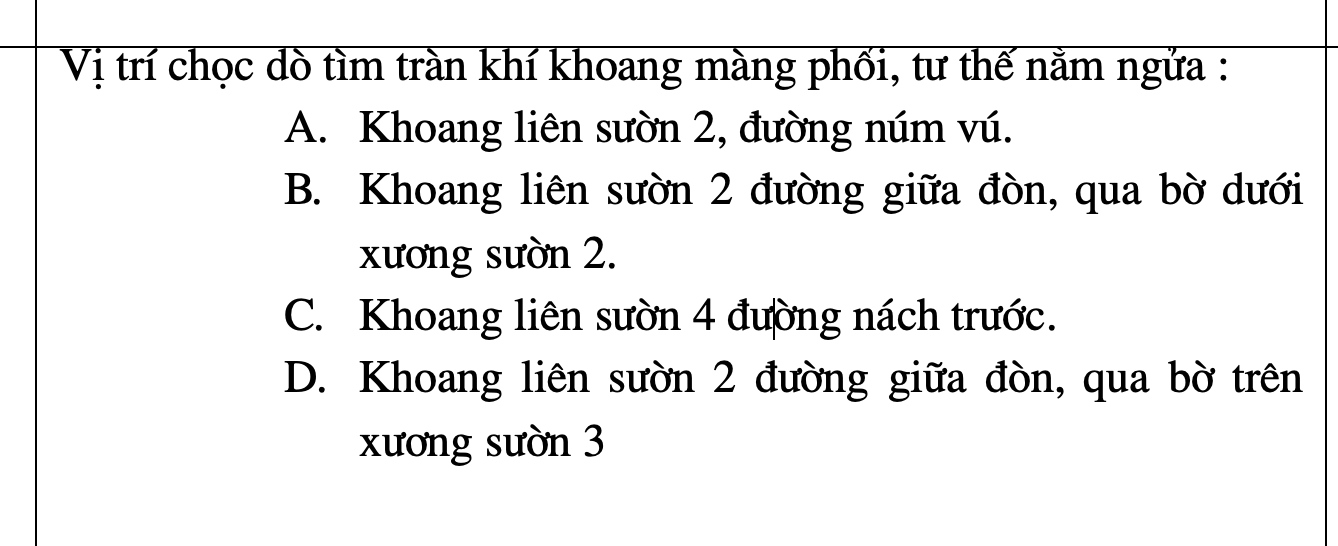 Vị trí chọc dò tìm tràn khí khoang màng phổi, tư thế nằm ngửa :
A. Khoang liên sườn 2, đường núm vú.
B. Khoang liên sườn 2 đường giữa đòn, qua bờ dưới
xương sườn 2.
C. Khoang liên sườn 4 đường nách trước.
D. Khoang liên sườn 2 đường giữa đòn, qua bờ trên
xương sườn 3